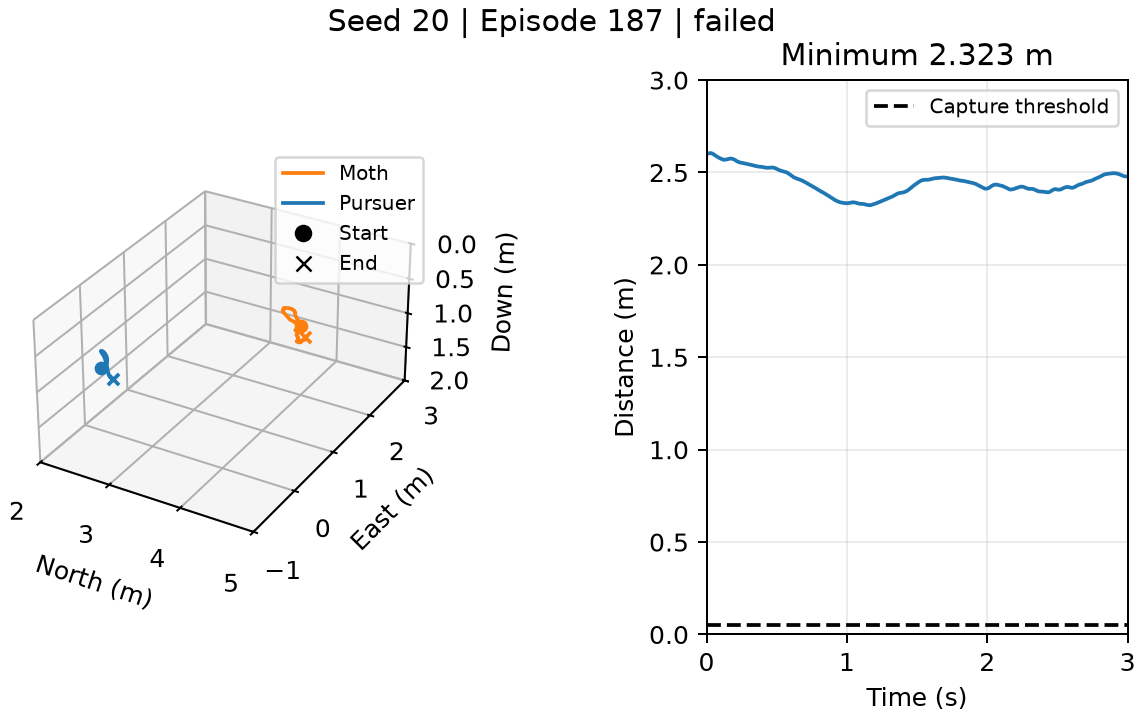 Seed 20 | Episode 187 | failed
Moth
Pursuer
Start
End
0.0
0.5
1.0
1.5
2.0
Down (m)
3
2
1
0
−1
East (m)
2
3
4
5
North (m)
Minimum 2.323 m
Capture threshold
3.0
2.5
2.0
1.5
1.0
0.5
0.0
Distance (m)
0
1
2
3
Time (s)